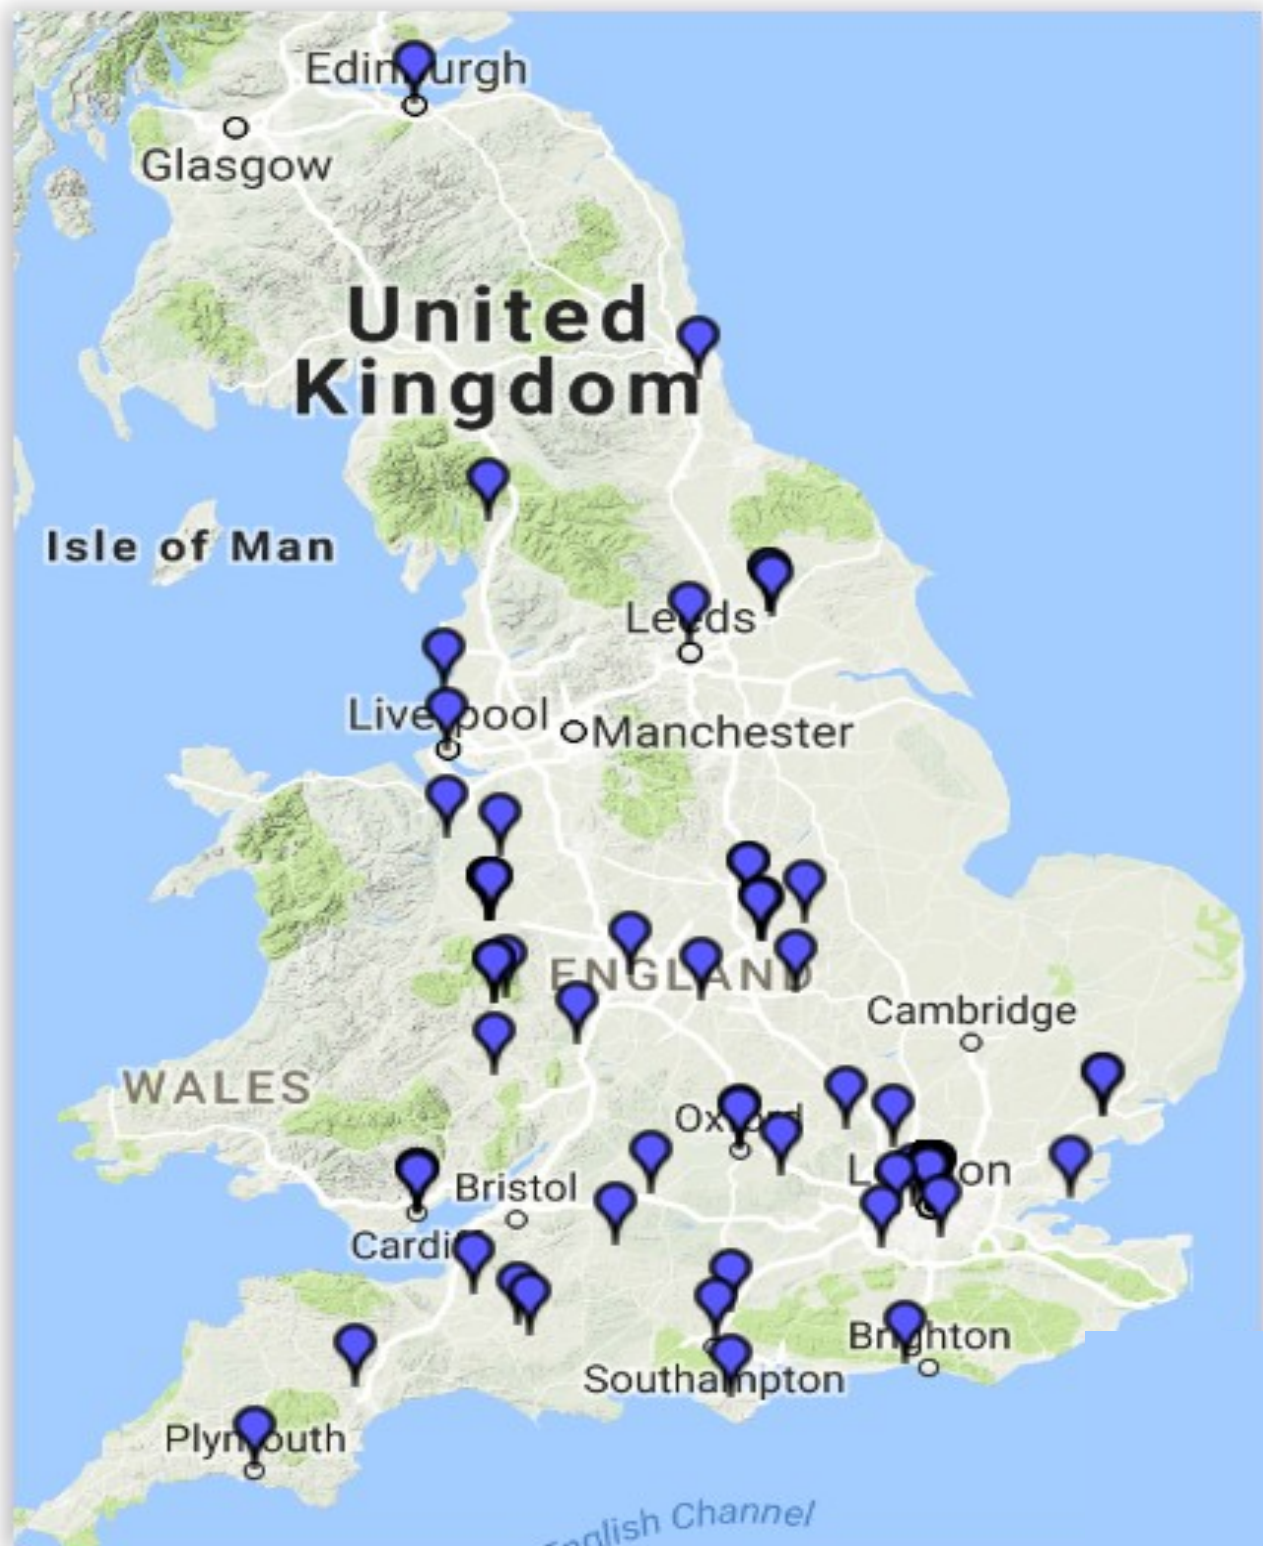 Edinburgh
Glasgow
United
Kingdom
Isle of Man
Leeds
Liverpool
Manchester
ENGLAND
Cambridge
WALES
Oxford
London
Bristol
Cardiff
Brighton
Southampton
Plymouth
English Channel